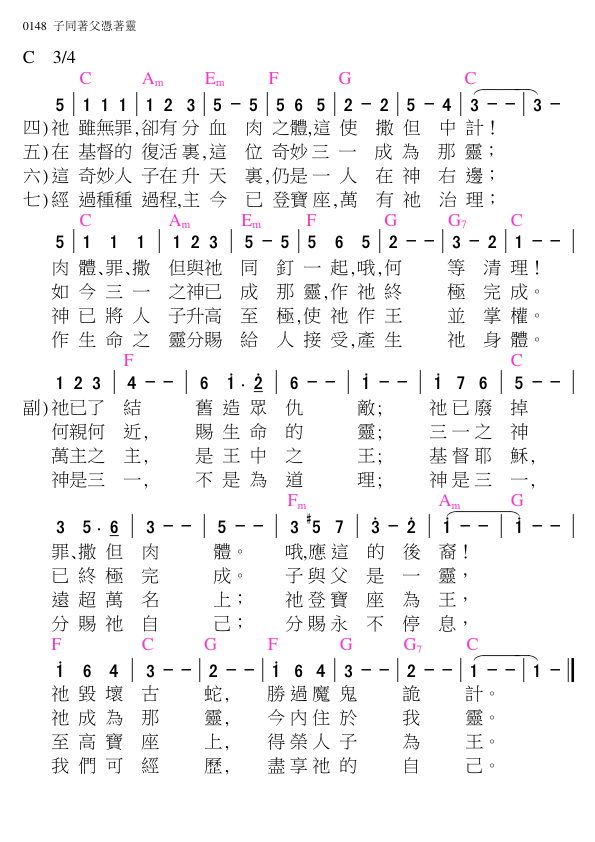 0148 子同著父憑著靈
C 3/4
C Am Em F G C
5 | 1 1 1 | 1 2 3 | 5 - 5 | 5 6 5 | 2 - 2 | 5 - 4 | 3 - - | 3 -
四)祂 雖無罪,卻有分 血 肉 之體,這 使 撒 但 中 計!
五)在 基督的 復活裏,這 位 奇妙三 一 成 為 那 靈;
六)這 奇妙人 子在升 天 裏,仍是一 人 在 神 右 邊;
七)經 過種種 過程,主 今 已 登寶座,萬 有 祂 治 理;
C Am Em F G G7 C
5 | 1 1 1 | 1 2 3 | 5 - 5 | 5 6 5 | 2 - - | 3 - 2 | 1 - - |
肉 體、罪、撒 但與祂 同 釘 一 起,哦,何 等 清 理!
如 今 三 一 之神已 成 那 靈,作 祂 終 極 完 成。
神 已 將 人 子升高 至 極,使 祂 作 王 並 掌 權。
作 生 命 之 靈分賜 給 人 接 受,產 生 祂 身 體。
F C
1 2 3 | 4 - - | 6 1̇ . 2̇ | 6 - - | 1̇ - - | 1̇ 7 6 | 5 - - |
副)祂已了 結 舊 造 眾 仇 敵; 祂 已 廢 掉
何親何 近, 賜 生 命 的 靈; 三 一 之 神
萬主之 主, 是 王 中 之 王; 基 督 耶 穌,
神是三 一, 不 是 為 道 理; 神 是 三 一,
Fm Am G
3 5 . 6 | 3 - - | 5 - - | 3 #5 7 | 3̇ - 2̇ | 1̇ - - | 1̇ - - |
罪、撒 但 肉 體。 哦,應 這 的 後 裔!
已 終 極 完 成。 子 與 父 是 一 靈,
遠 超 萬 名 上; 祂 登 寶 座 為 王,
分 賜 祂 自 己; 分 賜 永 不 停 息,
F C G F G G7 C
1̇ 6 4 | 3 - - | 2 - - | 1̇ 6 4 | 3 - - | 2 - - | 1 - - | 1 - ||
祂 毀 壞 古 蛇, 勝 過 魔 鬼 詭 計。
祂 成 為 那 靈, 今 內 住 於 我 靈。
至 高 寶 座 上, 得 榮 人 子 為 王。
我 們 可 經 歷, 盡 享 祂 的 自 己。